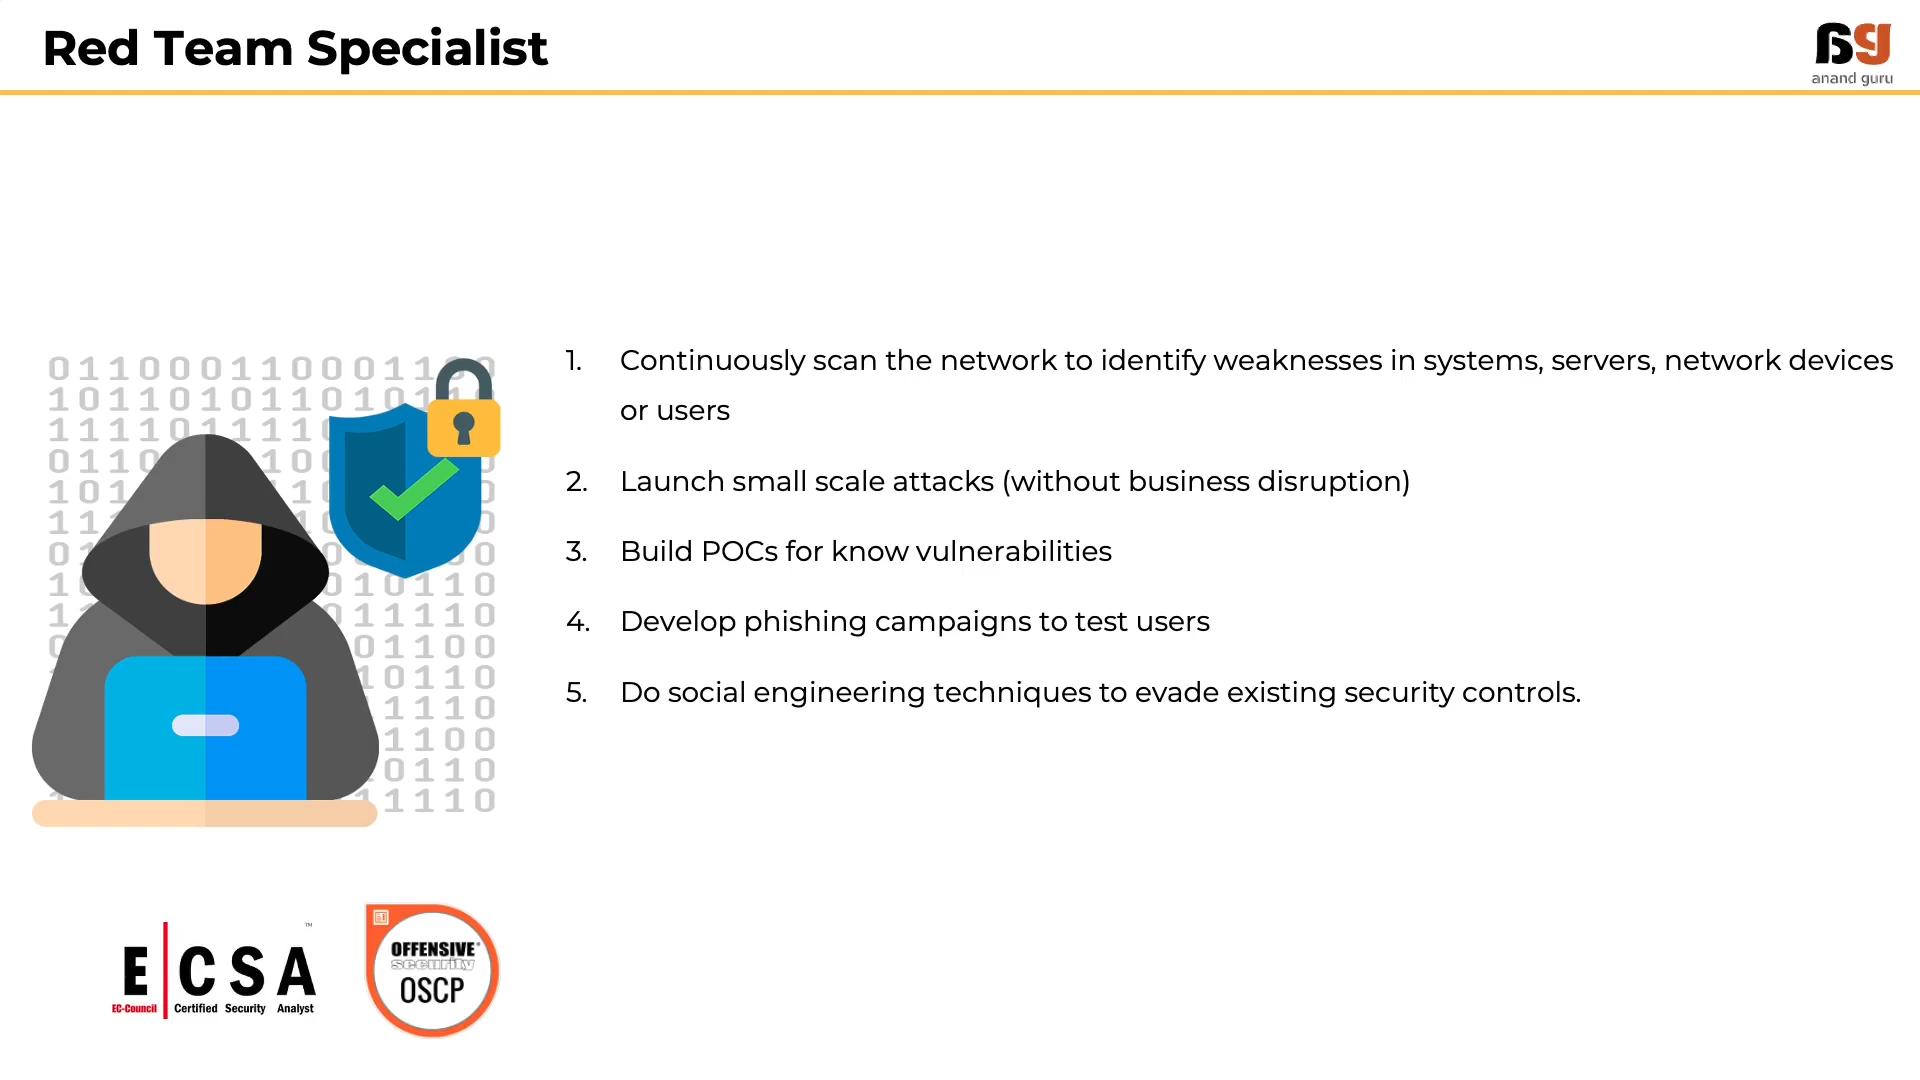 Red Team Specialist
anand guru
1. Continuously scan the network to identify weaknesses in systems, servers, network devices
or users
2. Launch small scale attacks (without business disruption)
3. Build POCs for know vulnerabilities
4. Develop phishing campaigns to test users
5. Do social engineering techniques to evade existing security controls.
E CSA ™
EC-Council Certified Security Analyst
OFFENSIVE®
security
OSCP